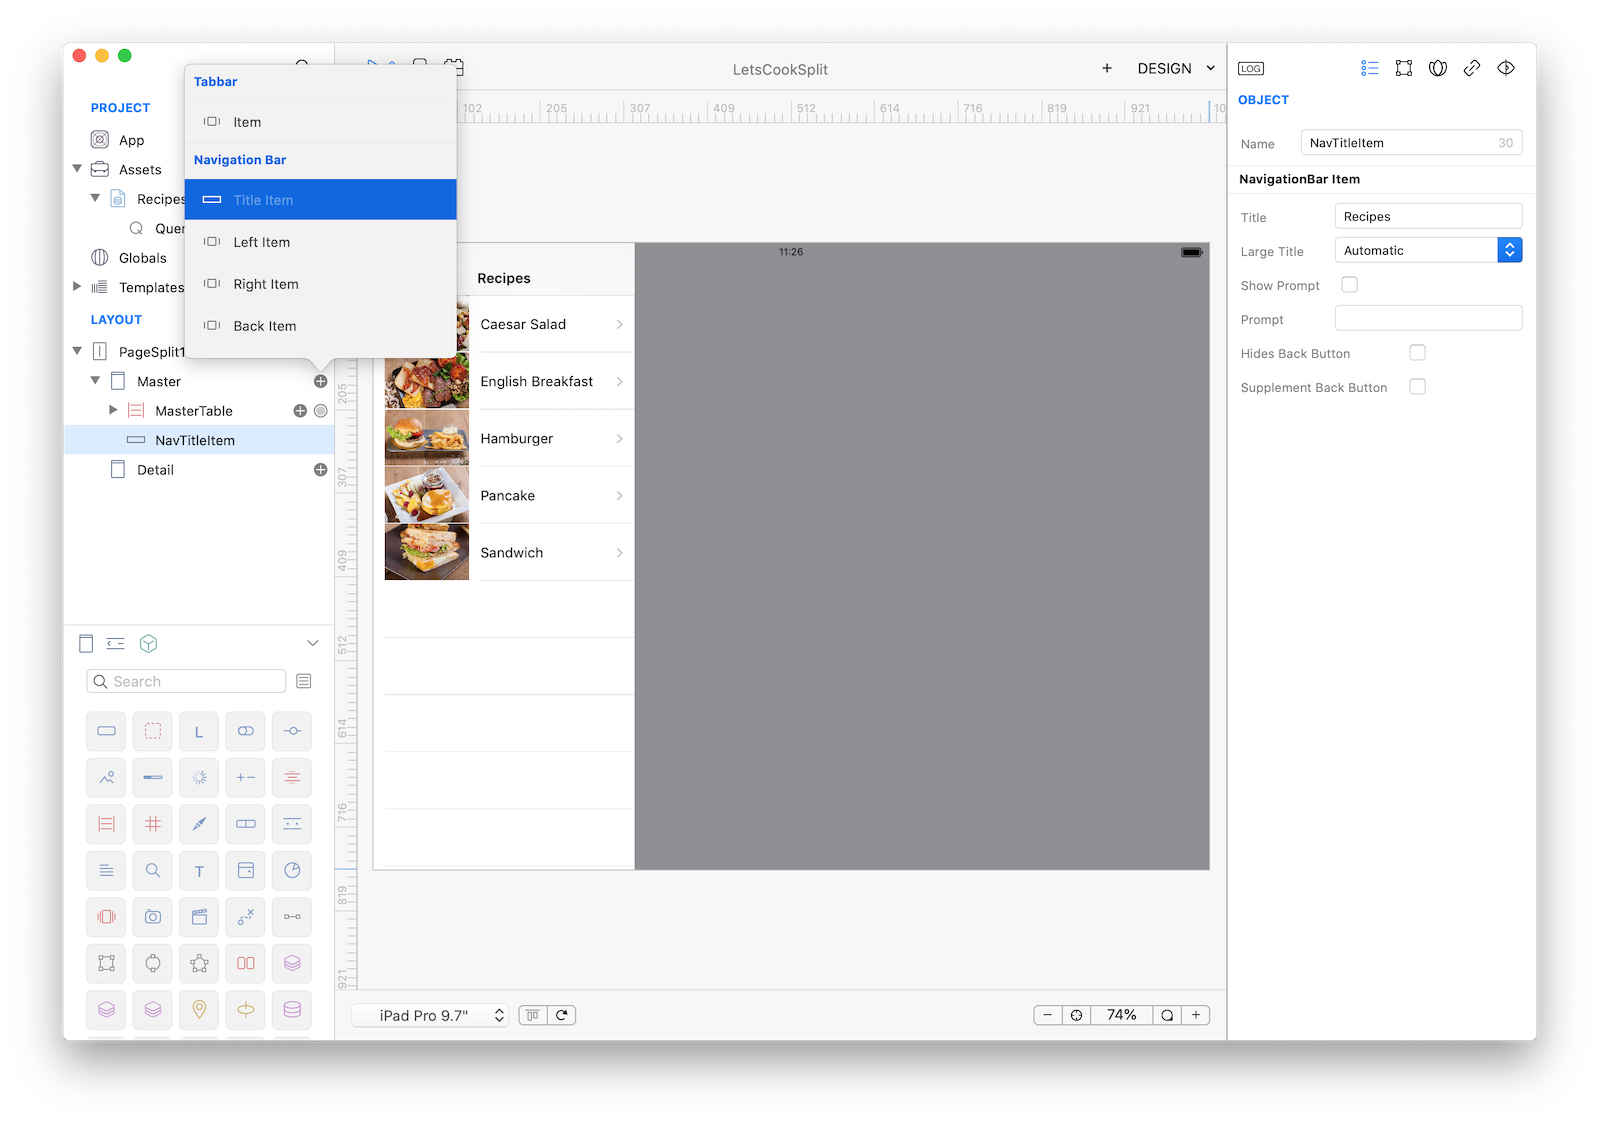 LetsCookSplit
+ DESIGN
LOG
Tabbar
Item
Navigation Bar
Title Item
Left Item
Right Item
Back Item
PROJECT
App
Assets
Recipes
Quer
Globals
Templates
LAYOUT
PageSplit1
Master
MasterTable
NavTitleItem
Detail
Search
L
T
102 205 307 409 512 614 716 819 921 10
205
307
409
512
614
716
819
921
11:26
Recipes
Caesar Salad
English Breakfast
Hamburger
Pancake
Sandwich
iPad Pro 9.7"
− 74% +
OBJECT
Name NavTitleItem 30
NavigationBar Item
Title Recipes
Large Title Automatic
Show Prompt
Prompt
Hides Back Button
Supplement Back Button